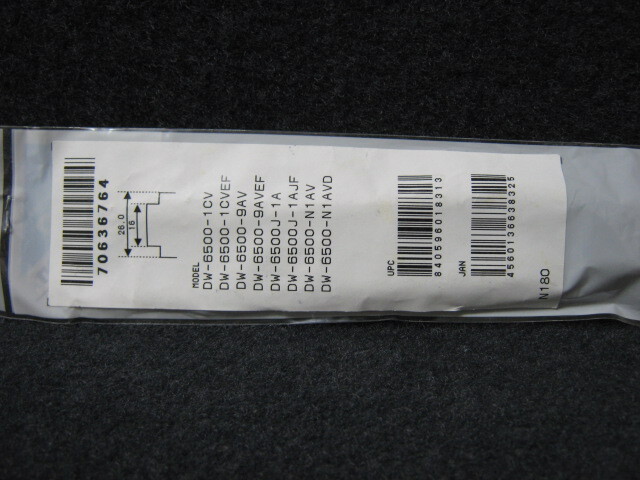 70636764
26.0
16
MODEL
DW-6500-1CV
DW-6500-1CVEF
DW-6500-9AV
DW-6500-9AVEF
DW-6500J-1A
DW-6500J-1AJF
DW-6500-N1AV
DW-6500-N1AVD
UPC
840596018313
JAN
4560136638325
N180